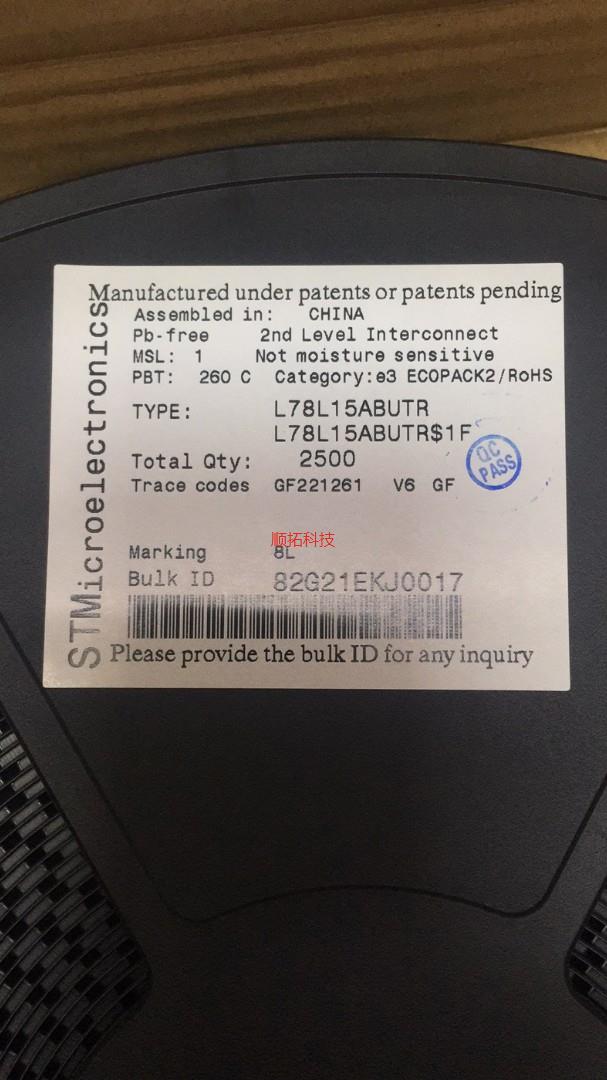 Manufactured under patents or patents pending
STMicroelectronics
Assembled in: CHINA
Pb-free 2nd Level Interconnect
MSL: 1 Not moisture sensitive
PBT: 260 C Category:e3 ECOPACK2/RoHS
TYPE: L78L15ABUTR
L78L15ABUTR$1F
QC
PASS
Total Qty: 2500
Trace codes GF221261 V6 GF
顺拓科技
Marking 8L
Bulk ID 82G21EKJ0017
Please provide the bulk ID for any inquiry